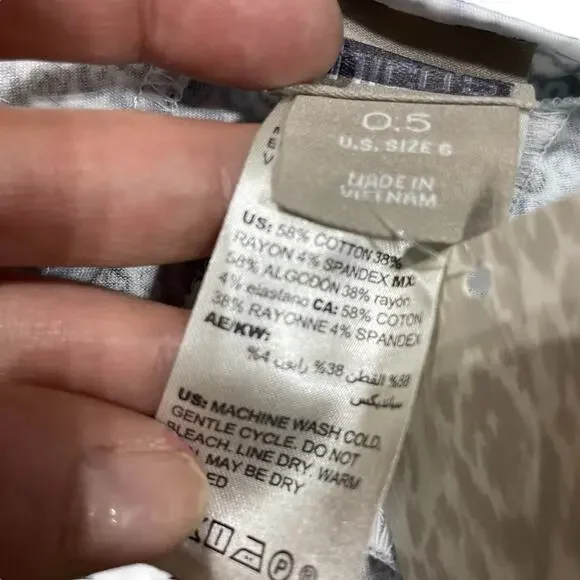 0.5
U.S. SIZE 6
MADE IN
VIETNAM
US: 58% COTTON 38%
RAYON 4% SPANDEX MX:
58% ALGODON 38% rayon
4% elastano CA: 58% COTON
38% RAYONNE 4% SPANDEX
AE/KW:
58% القطن 38% رايون 4%
سباندیکس
US: MACHINE WASH COLD,
GENTLE CYCLE. DO NOT
BLEACH. LINE DRY. WARM
MAY BE DRY